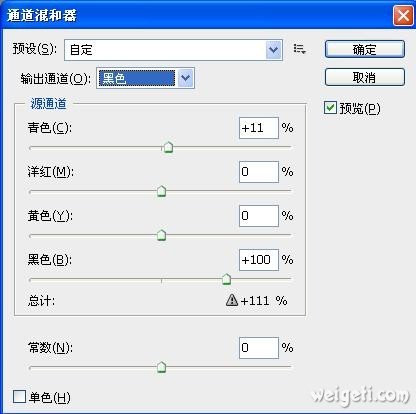 通道混和器
预设(S): 自定
确定
输出通道(O): 黑色
取消
预览(P)
源通道
青色(C): +11 %
洋红(M): 0 %
黄色(Y): 0 %
黑色(B): +100 %
总计: +111 %
常数(N): 0 %
单色(H)
weigeti.com